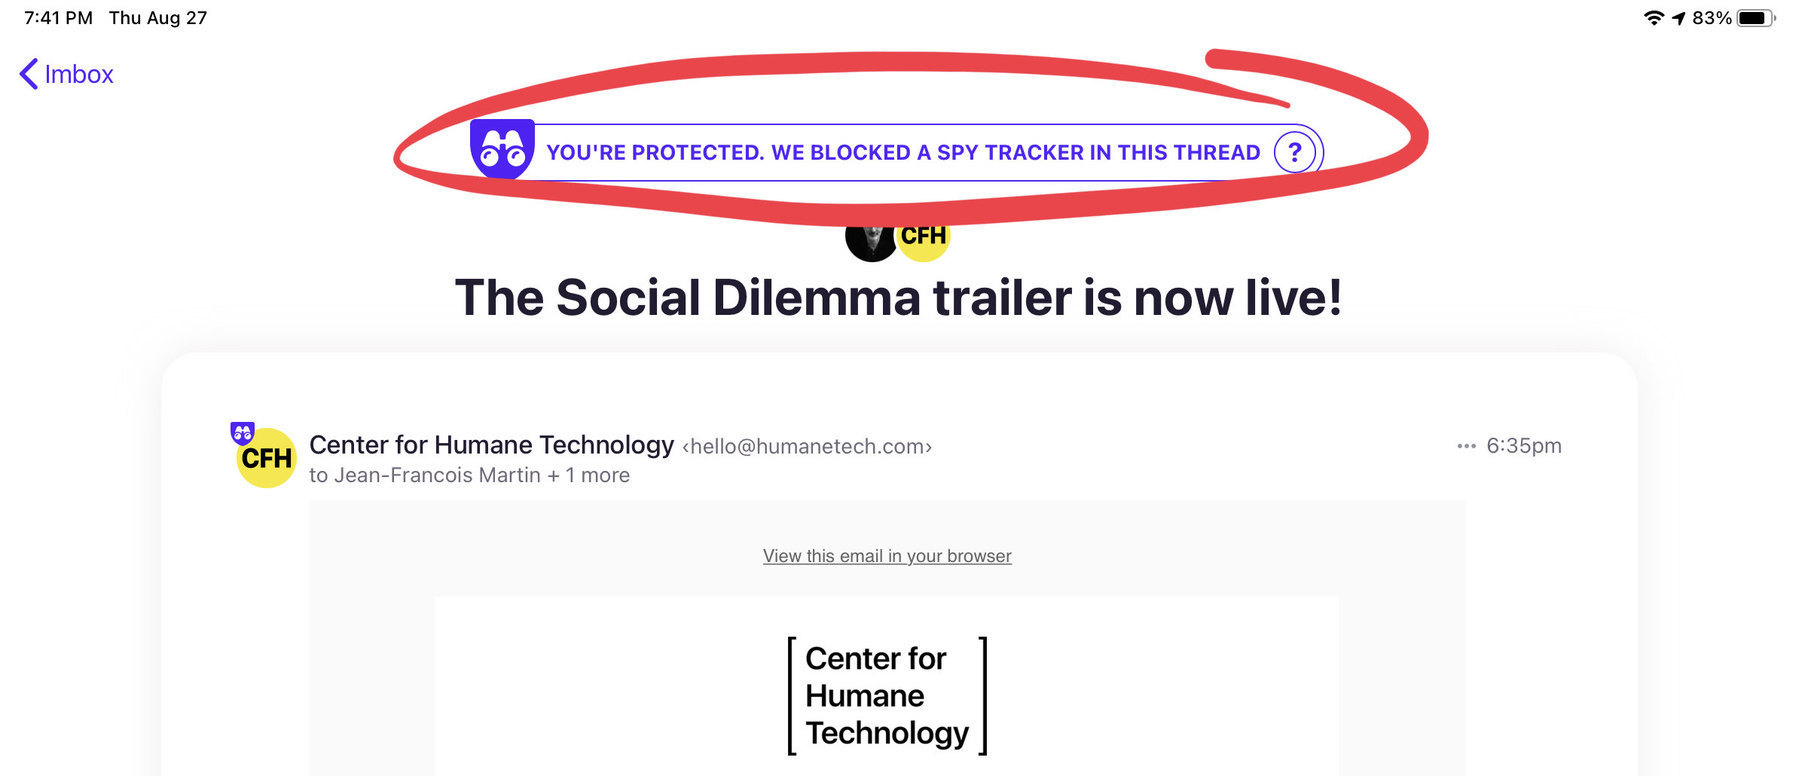 7:41 PM Thu Aug 27
83%
Imbox
YOU'RE PROTECTED. WE BLOCKED A SPY TRACKER IN THIS THREAD ?
CFH
The Social Dilemma trailer is now live!
CFH
Center for Humane Technology <hello@humanetech.com>
••• 6:35pm
to Jean-Francois Martin + 1 more
View this email in your browser
Center for
Humane
Technology